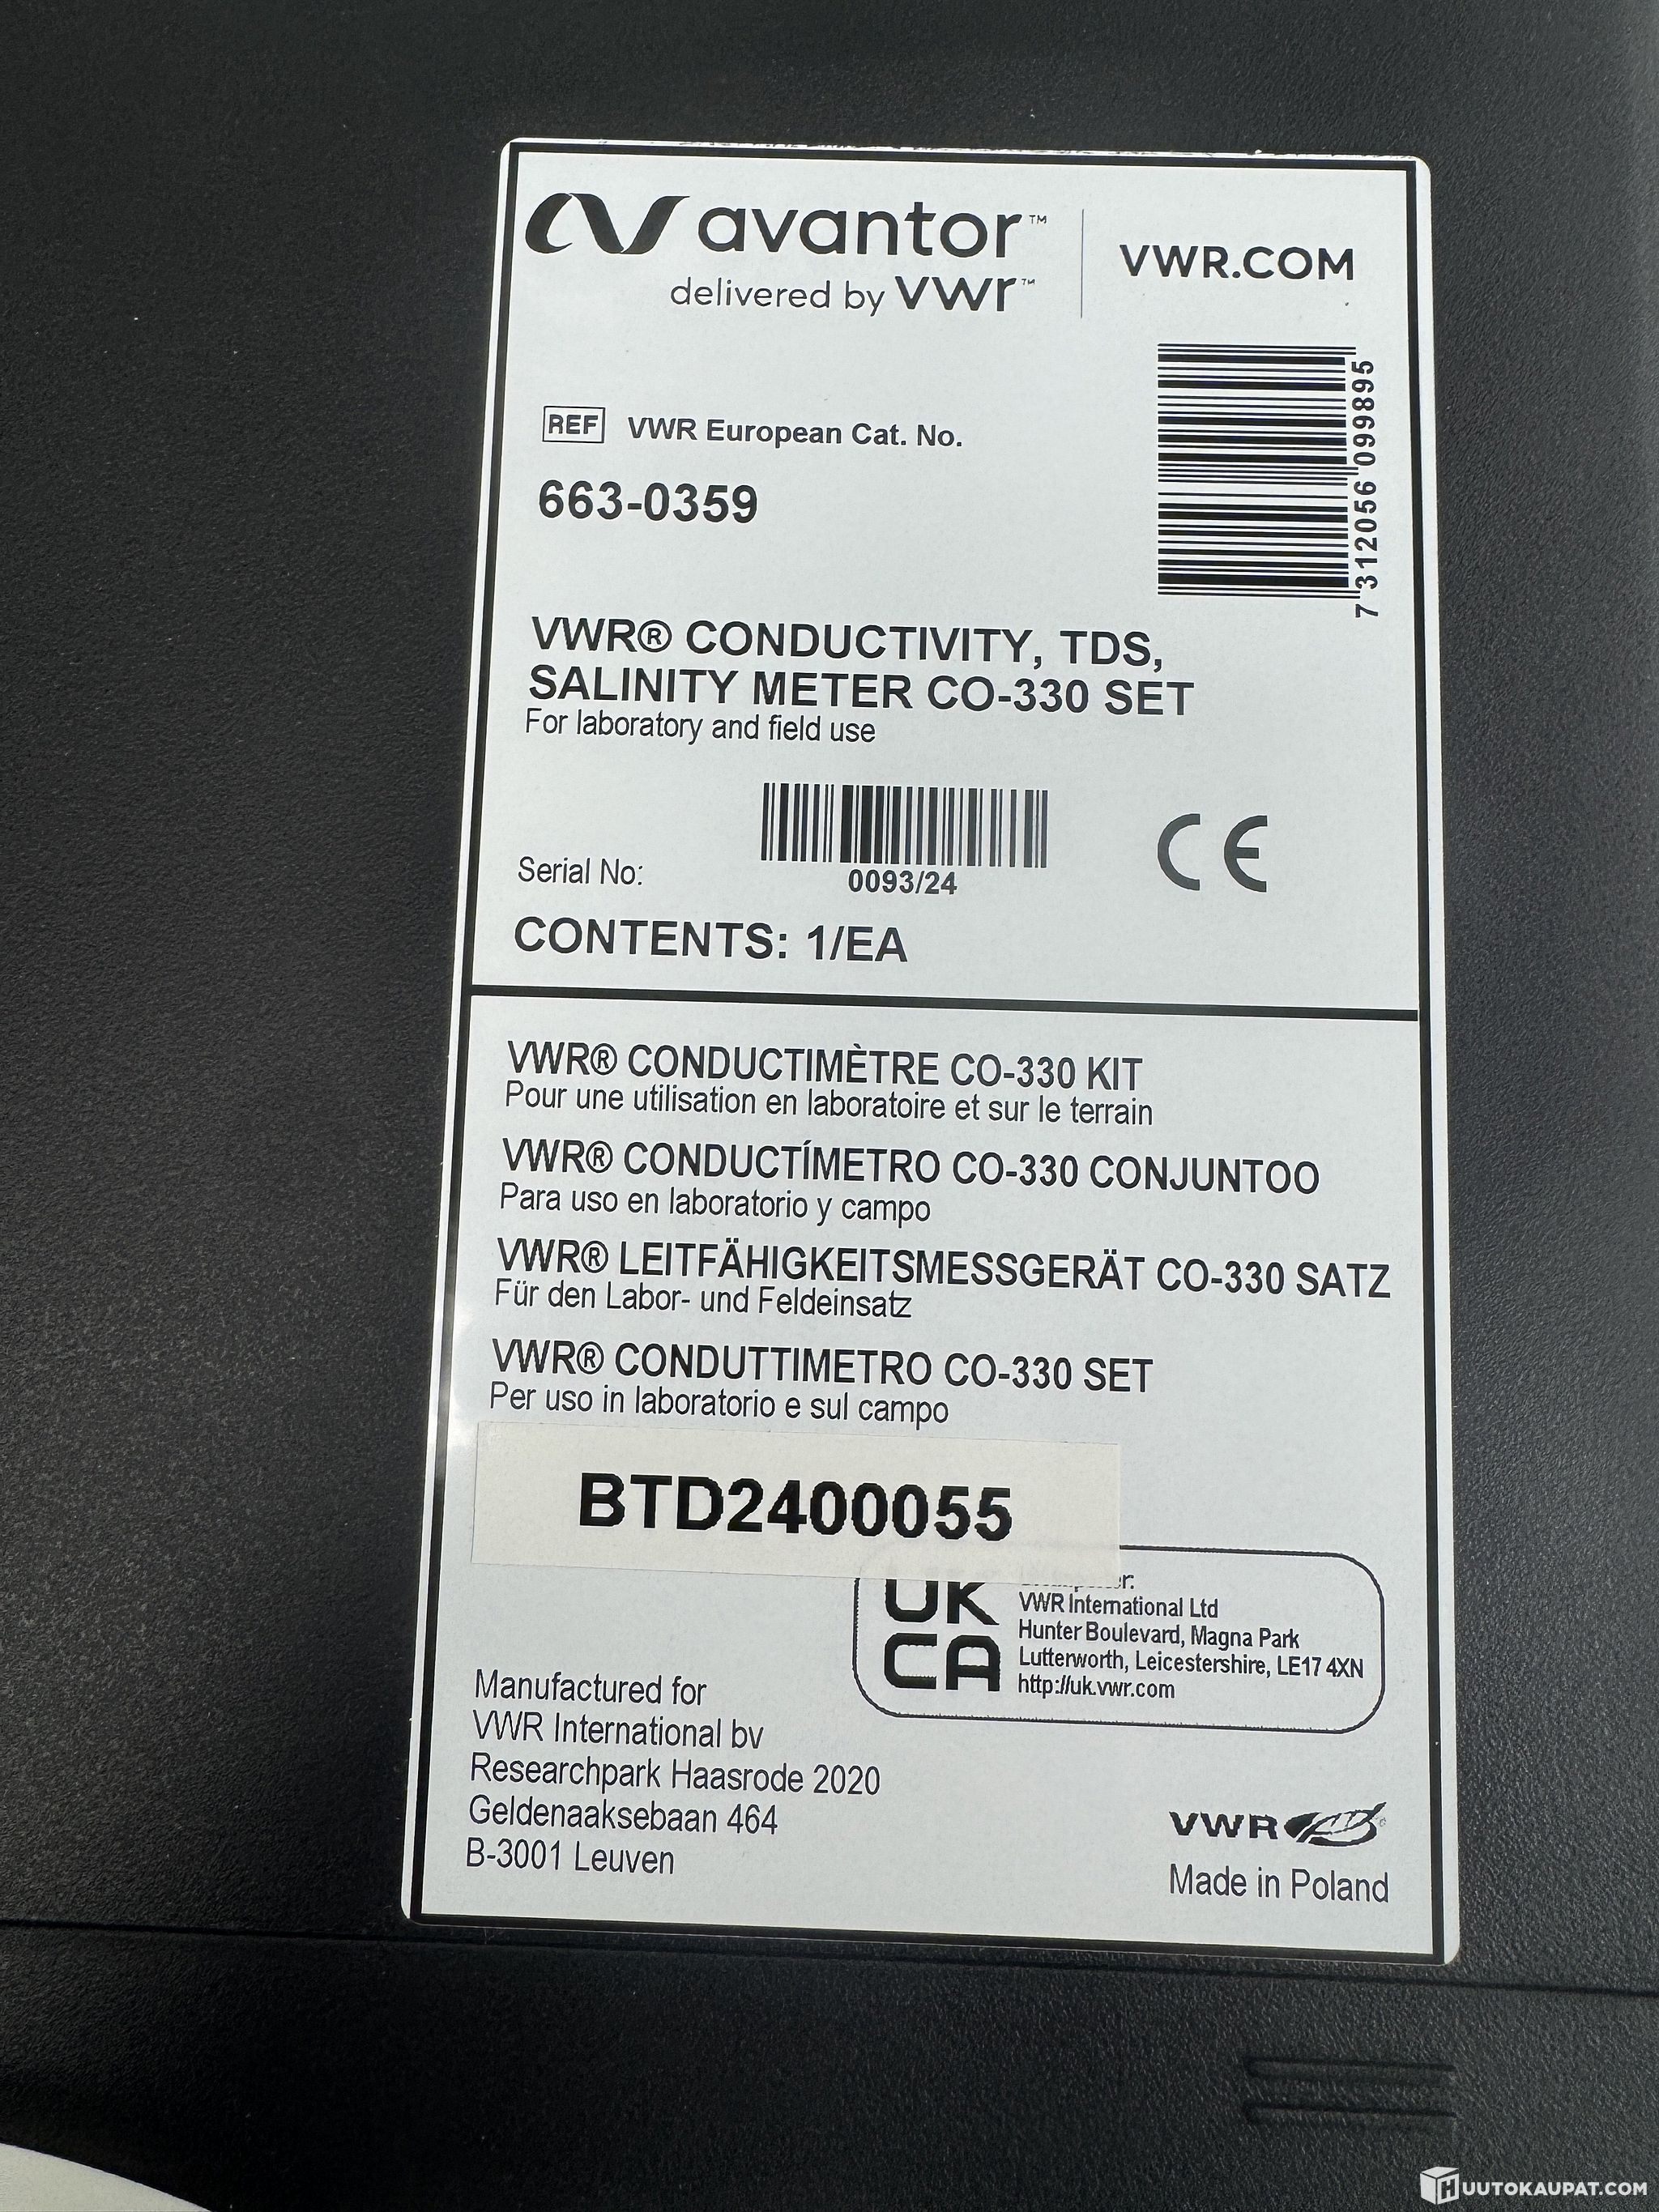 avantor™
delivered by vwr™
VWR.COM
REF VWR European Cat. No.
663-0359
7 312056 099895
VWR® CONDUCTIVITY, TDS,
SALINITY METER CO-330 SET
For laboratory and field use
Serial No:
0093/24
CE
CONTENTS: 1/EA
VWR® CONDUCTIMÈTRE CO-330 KIT
Pour une utilisation en laboratoire et sur le terrain
VWR® CONDUCTÍMETRO CO-330 CONJUNTOO
Para uso en laboratorio y campo
VWR® LEITFÄHIGKEITSMESSGERÄT CO-330 SATZ
Für den Labor- und Feldeinsatz
VWR® CONDUTTIMETRO CO-330 SET
Per uso in laboratorio e sul campo
BTD2400055
UK
CA
VWR International Ltd
Hunter Boulevard, Magna Park
Lutterworth, Leicestershire, LE17 4XN
http://uk.vwr.com
Manufactured for
VWR International bv
Researchpark Haasrode 2020
Geldenaaksebaan 464
B-3001 Leuven
VWR
Made in Poland
HUUTOKAUPAT.COM